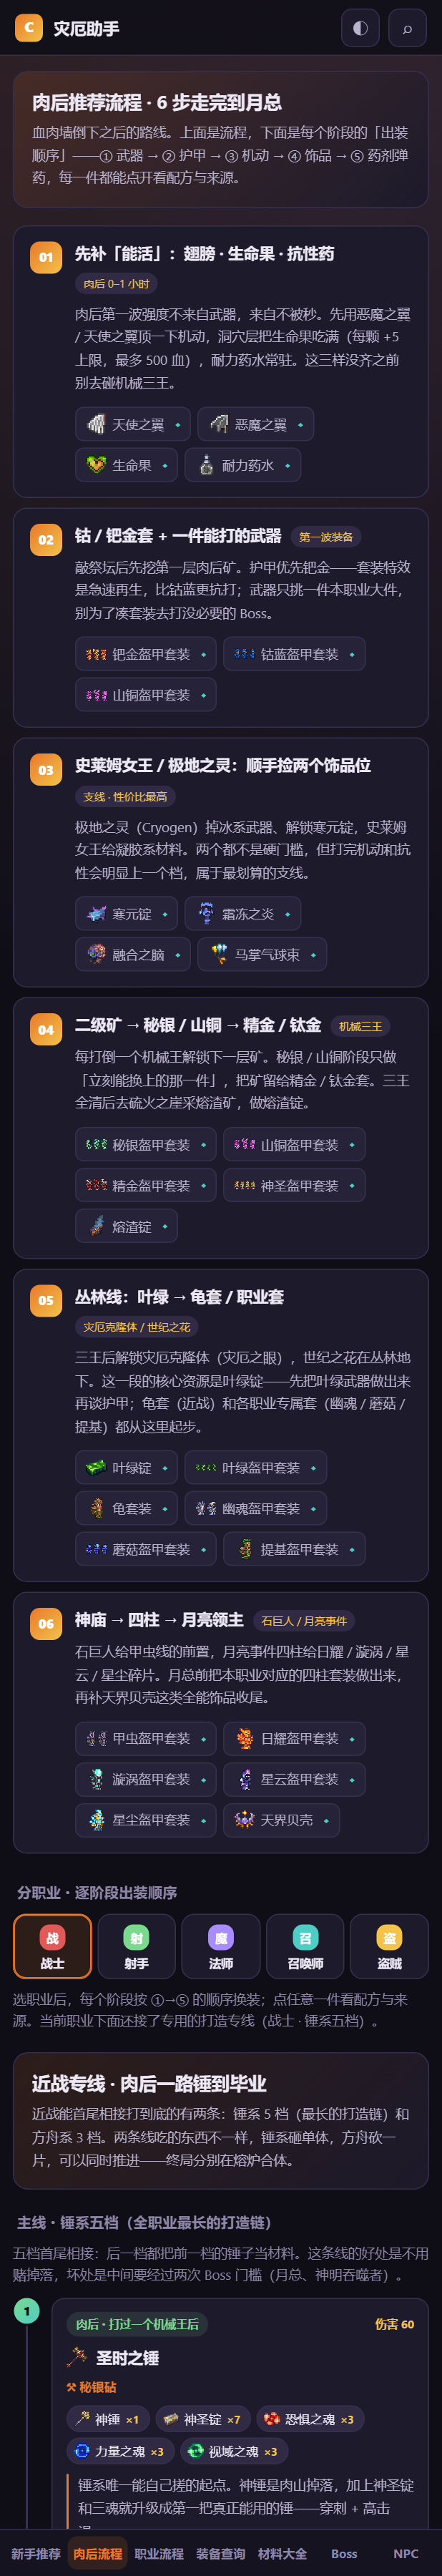 C 灾厄助手
肉后推荐流程 · 6 步走完到月总
血肉墙倒下之后的路线。上面是流程，下面是每个阶段的「出装
顺序」——① 武器 → ② 护甲 → ③ 机动 → ④ 饰品 → ⑤ 药剂弹
药，每一件都能点开看配方与来源。
01 先补「能活」：翅膀 · 生命果 · 抗性药
肉后 0–1 小时
肉后第一波强度不来自武器，来自不被秒。先用恶魔之翼
/ 天使之翼顶一下机动，洞穴层把生命果吃满（每颗 +5
上限，最多 500 血），耐力药水常驻。这三样没齐之前
别去碰机械三王。
天使之翼 恶魔之翼
生命果 耐力药水
02 钴 / 钯金套 + 一件能打的武器 第一波装备
敲祭坛后先挖第一层肉后矿。护甲优先钯金——套装特效
是急速再生，比钴蓝更抗打；武器只挑一件本职业大件，
别为了凑套装去打没必要的 Boss。
钯金盔甲套装 钴蓝盔甲套装
山铜盔甲套装
03 史莱姆女王 / 极地之灵：顺手捡两个饰品位
支线 · 性价比最高
极地之灵（Cryogen）掉冰系武器、解锁寒元锭，史莱姆
女王给凝胶系材料。两个都不是硬门槛，但打完机动和抗
性会明显上一个档，属于最划算的支线。
寒元锭 霜冻之炎
融合之脑 马掌气球束
04 二级矿 → 秘银 / 山铜 → 精金 / 钛金 机械三王
每打倒一个机械王解锁下一层矿。秘银 / 山铜阶段只做
「立刻能换上的那一件」，把矿留给精金 / 钛金套。三王
全清后去硫火之崖采熔渣矿，做熔渣锭。
秘银盔甲套装 山铜盔甲套装
精金盔甲套装 神圣盔甲套装
熔渣锭
05 丛林线：叶绿 → 龟套 / 职业套
灾厄克隆体 / 世纪之花
三王后解锁灾厄克隆体（灾厄之眼），世纪之花在丛林地
下。这一段的核心资源是叶绿锭——先把叶绿武器做出来
再谈护甲；龟套（近战）和各职业专属套（幽魂 / 蘑菇 /
提基）都从这里起步。
叶绿锭 叶绿盔甲套装
龟套装 幽魂盔甲套装
蘑菇盔甲套装 提基盔甲套装
06 神庙 → 四柱 → 月亮领主 石巨人 / 月亮事件
石巨人给甲虫线的前置，月亮事件四柱给日耀 / 漩涡 / 星
云 / 星尘碎片。月总前把本职业对应的四柱套装做出来，
再补天界贝壳这类全能饰品收尾。
甲虫盔甲套装 日耀盔甲套装
漩涡盔甲套装 星云盔甲套装
星尘盔甲套装 天界贝壳
分职业 · 逐阶段出装顺序
战 射 魔 召 盗
战士 射手 法师 召唤师 盗贼
选职业后，每个阶段按 ①→⑤ 的顺序换装；点任意一件看配方与来
源。当前职业下面还接了专用的打造专线（战士 · 锤系五档）。
近战专线 · 肉后一路锤到毕业
近战能首尾相接打到底的有两条：锤系 5 档（最长的打造链）和
方舟系 3 档。两条线吃的东西不一样，锤系砸单体，方舟砍一
片，可以同时推进——终局分别在熔炉合体。
主线 · 锤系五档（全职业最长的打造链）
五档首尾相接：后一档都把前一档的锤子当材料。这条线的好处是不用
赌掉落，坏处是中间要经过两次 Boss 门槛（月总、神明吞噬者）。
1 肉后 · 打过一个机械王后 伤害 60
圣时之锤
⚒ 秘银砧
神锤 ×1 神圣锭 ×7 恐惧之魂 ×3
力量之魂 ×3 视域之魂 ×3
锤系唯一能自己搓的起点。神锤是肉山掉落，加上神圣锭
和三魂就升级成第一把真正能用的锤——穿刺 + 高击
新手推荐 肉后流程 职业流程 装备查询 材料大全 Boss NPC